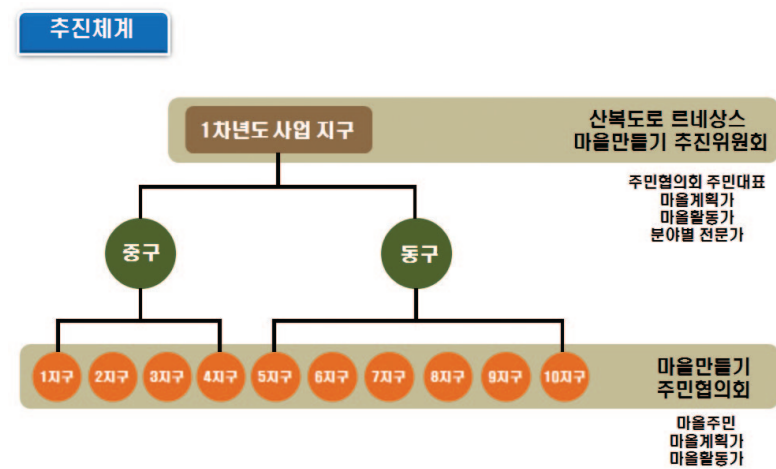 추진체계
1차년도 사업 지구
산복도로 르네상스
마을만들기 추진위원회
주민협의회 주민대표
마을계획가
마을활동가
분야별 전문가
중구
동구
1지구 2지구 3지구 4지구 5지구 6지구 7지구 8지구 9지구 10지구
마을만들기
주민협의회
마을주민
마을계획가
마을활동가